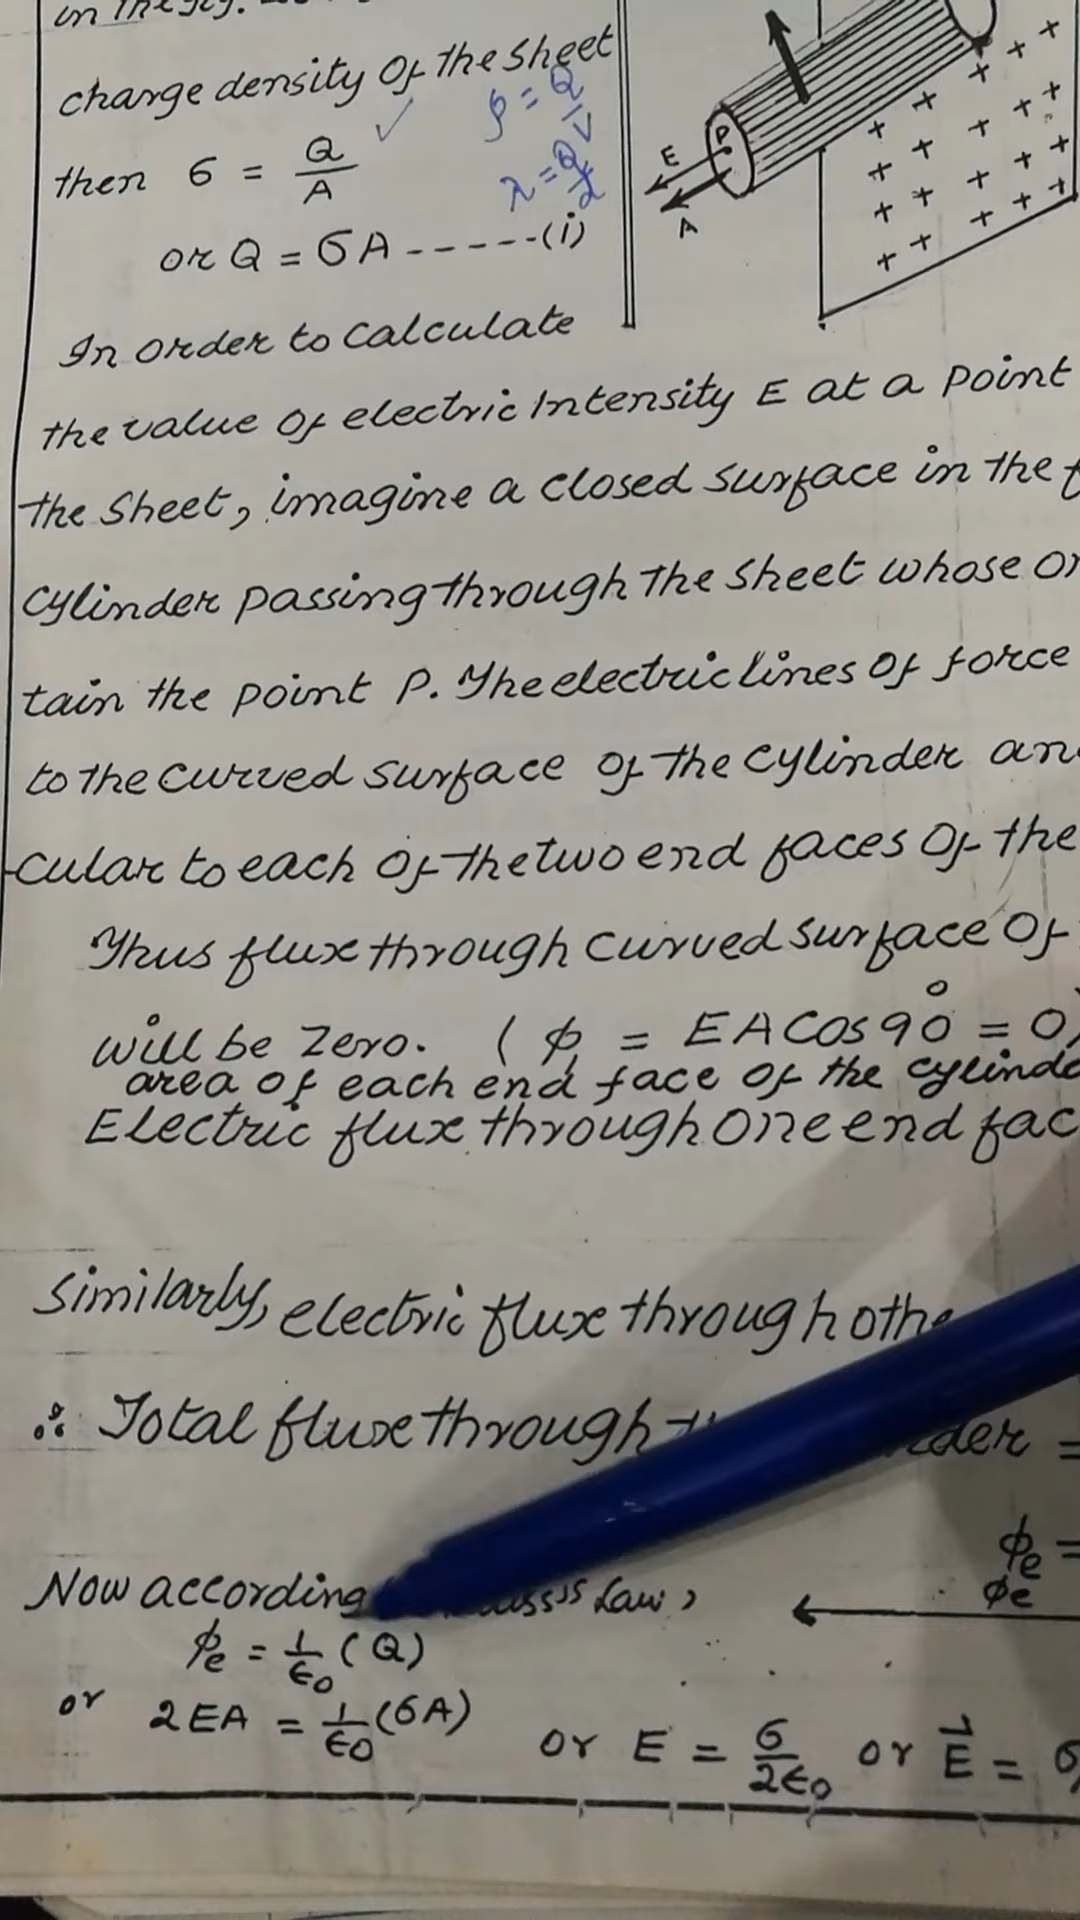 in the fig.
charge density of the sheet
ρ = Q/V
then σ = Q/A
λ = Q/l
or Q = σA -----(i)
E
P
A
In order to calculate
the value of electric Intensity E at a point
the sheet, imagine a closed surface in the
cylinder passing through the sheet whose
tain the point P. The electric lines of force
to the curved surface of the cylinder an
-cular to each of the two end faces of the
Thus flux through curved surface of
will be zero. ( ϕ = EA Cos 90° = 0)
area of each end face of the cylinde
Electric flux through one end fac
Similarly, electric flux through othe
∴ Total flux through =
ϕe =
ϕe
Now according Law,
ϕe = 1/ϵ0 (Q)
or 2EA = 1/ϵ0 (σA) or E = σ/2ϵ0 or E⃗ = σ